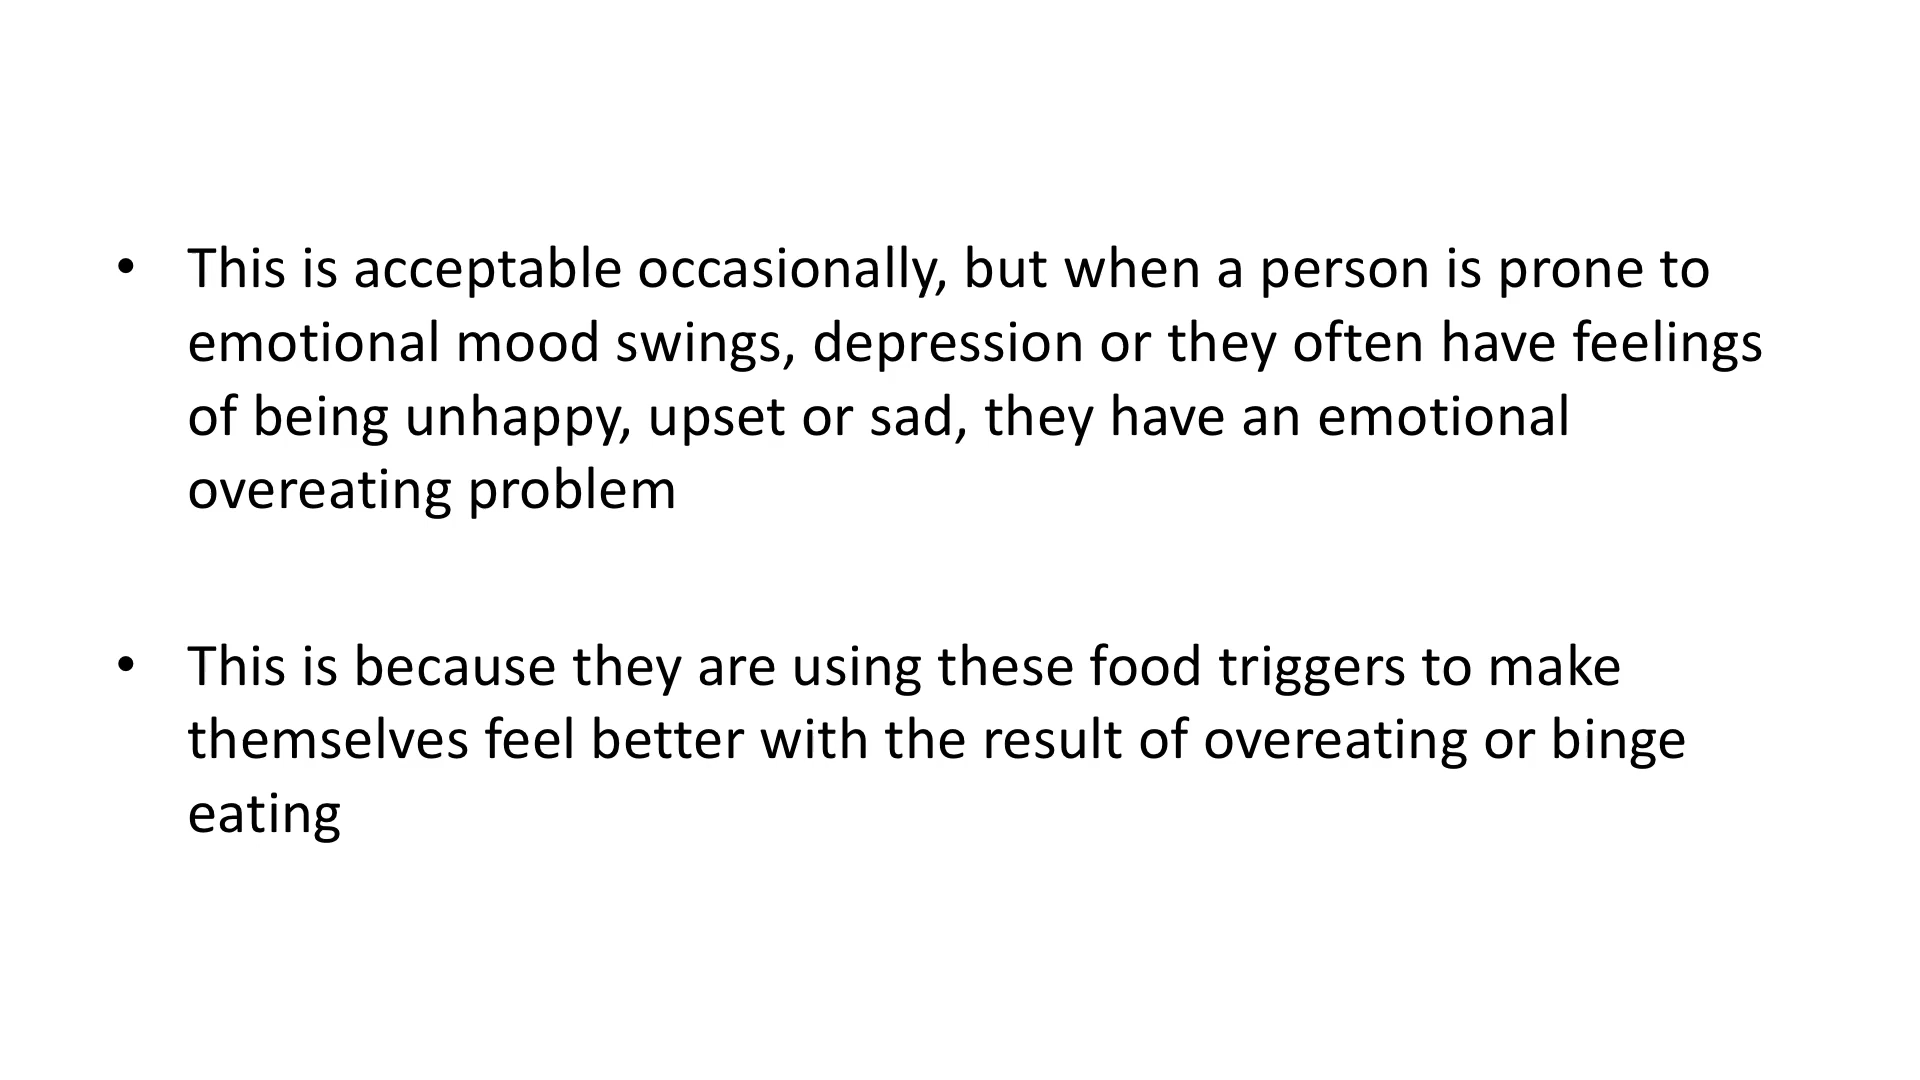 • This is acceptable occasionally, but when a person is prone to
emotional mood swings, depression or they often have feelings
of being unhappy, upset or sad, they have an emotional
overeating problem
• This is because they are using these food triggers to make
themselves feel better with the result of overeating or binge
eating